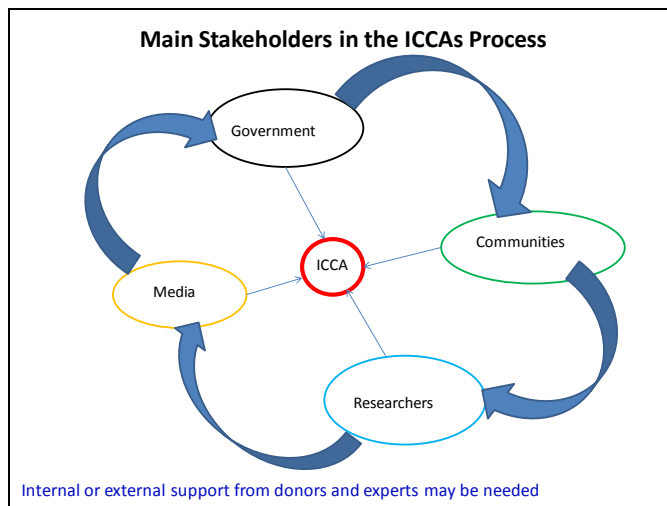 Main Stakeholders in the ICCAs Process
Government
Communities
ICCA
Media
Researchers
Internal or external support from donors and experts may be needed